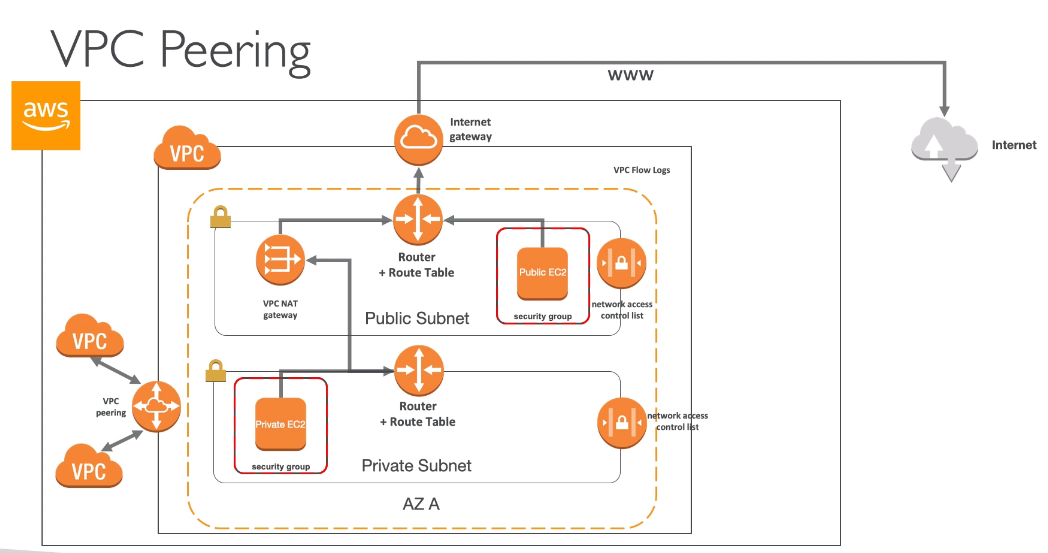 VPC Peering
WWW
aws
Internet
gateway
Internet
VPC
VPC Flow Logs
Router
+ Route Table
Public EC2
VPC NAT
gateway
security group
network access
control list
Public Subnet
VPC
VPC
peering
Router
+ Route Table
Private EC2
network access
control list
VPC
security group
Private Subnet
AZ A